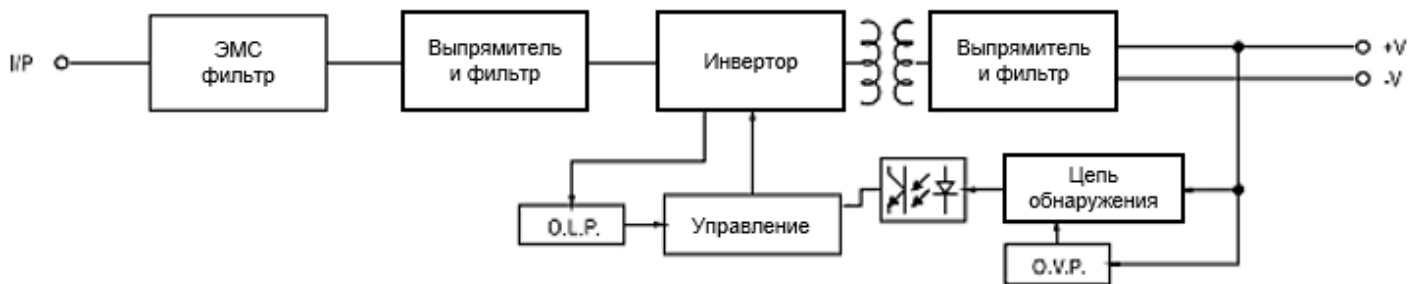 I/P
ЭМС
фильтр
Выпрямитель
и фильтр
Инвертор
Выпрямитель
и фильтр
+V
-V
O.L.P.
Управление
Цепь
обнаружения
O.V.P.